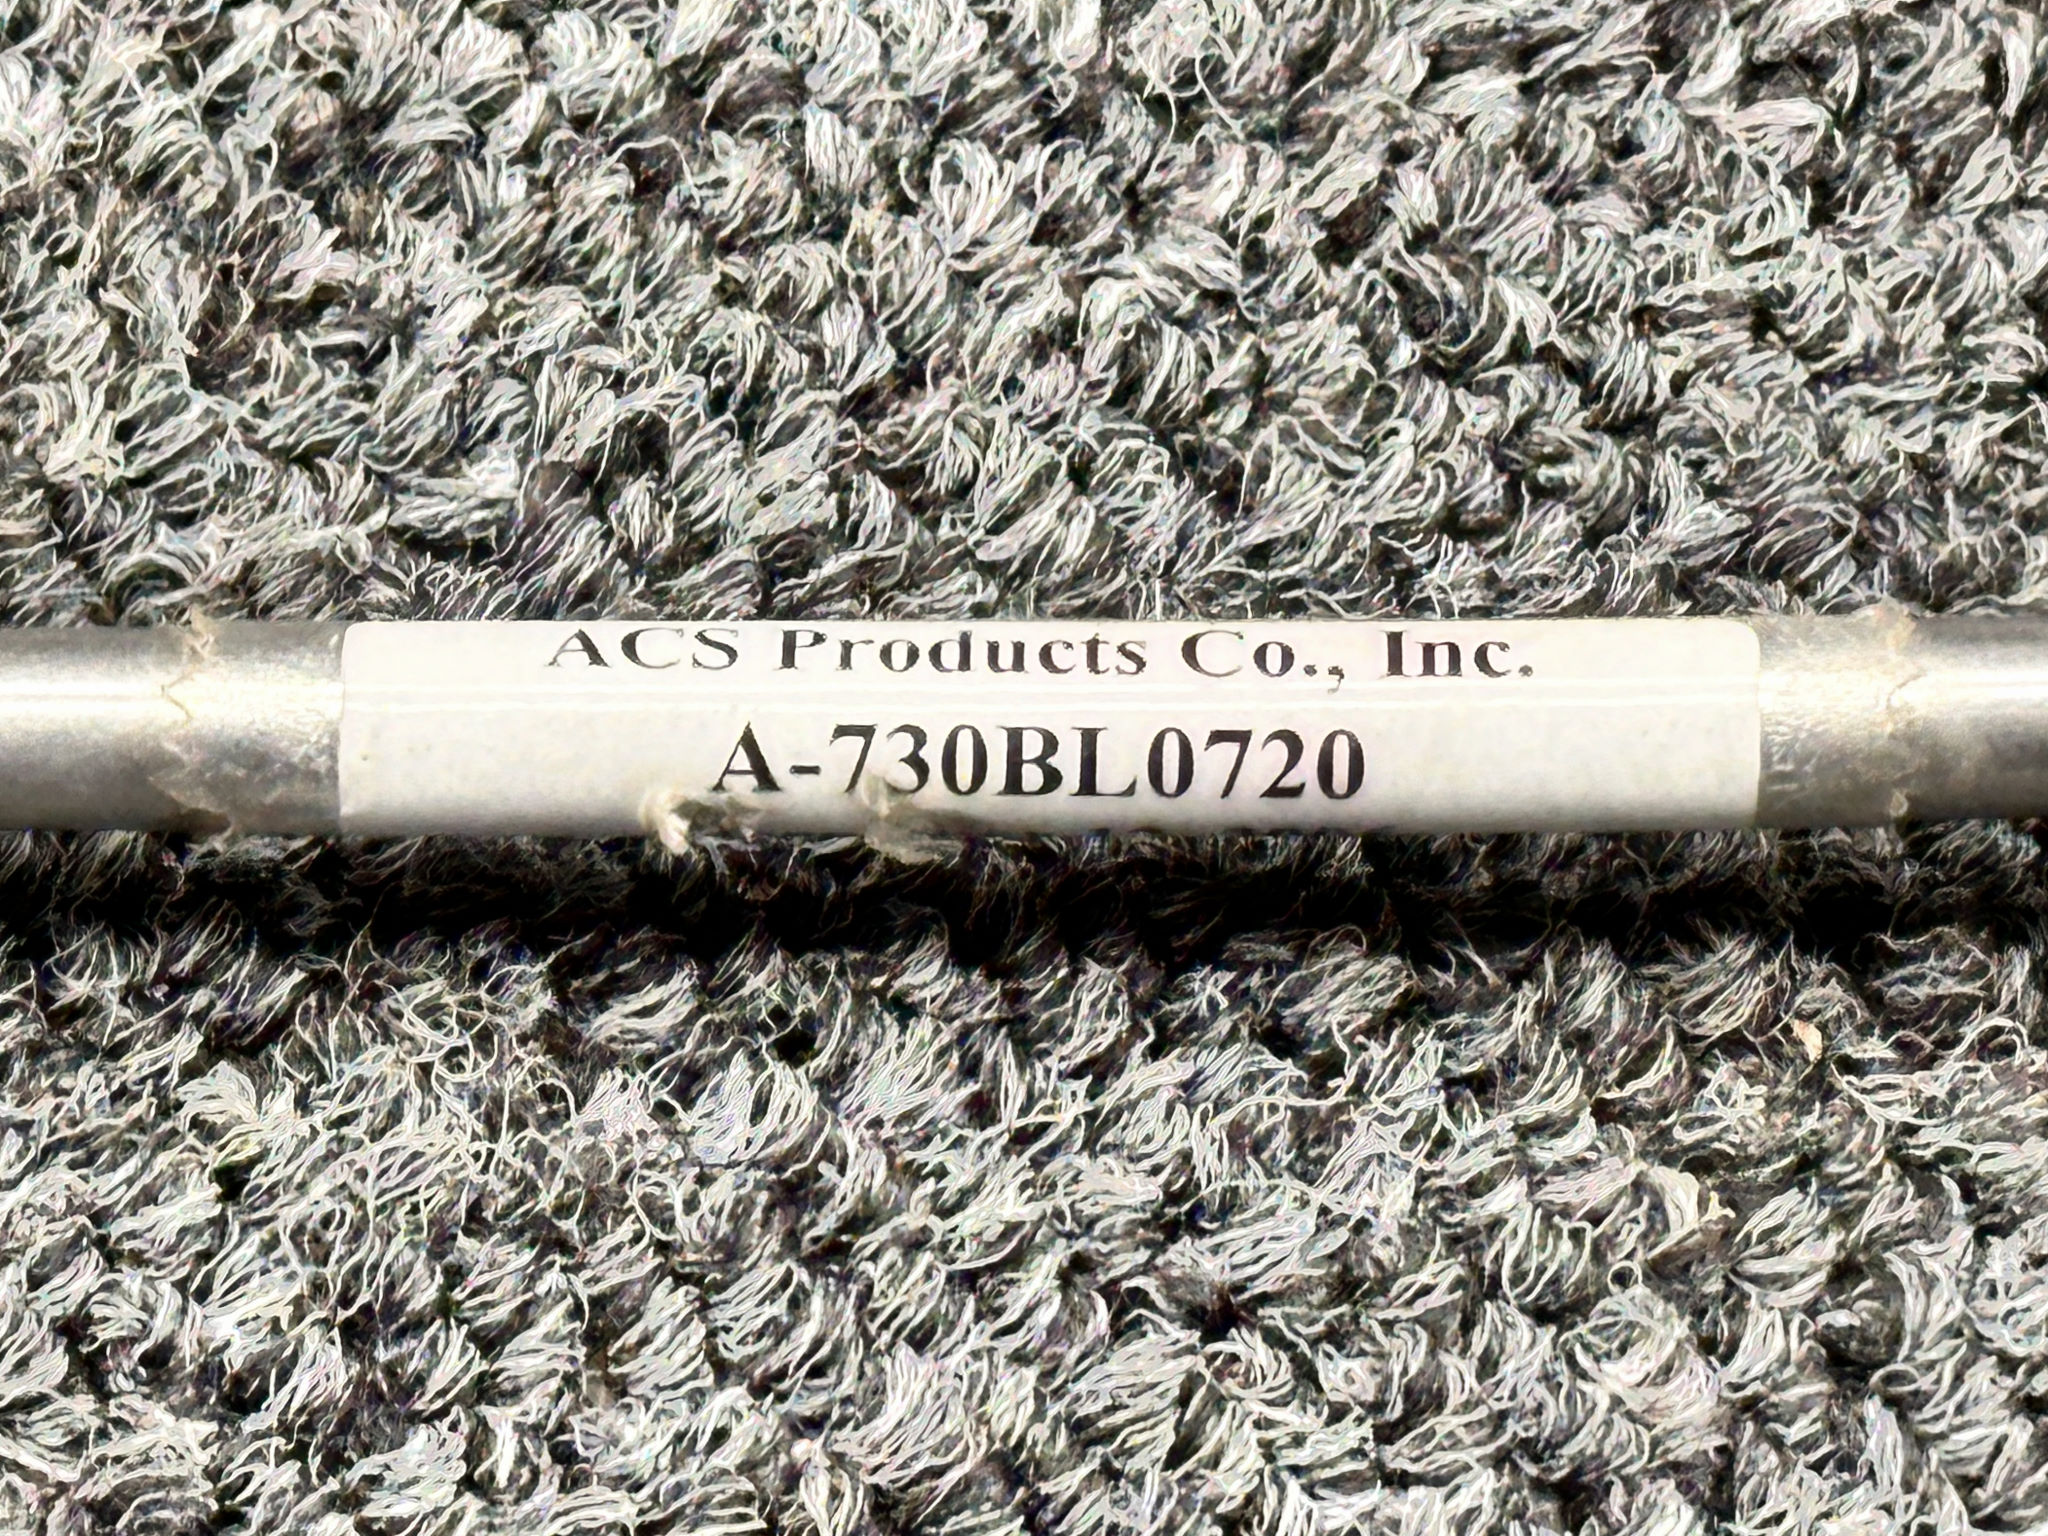 ACS Products Co., Inc.
A-730BL0720